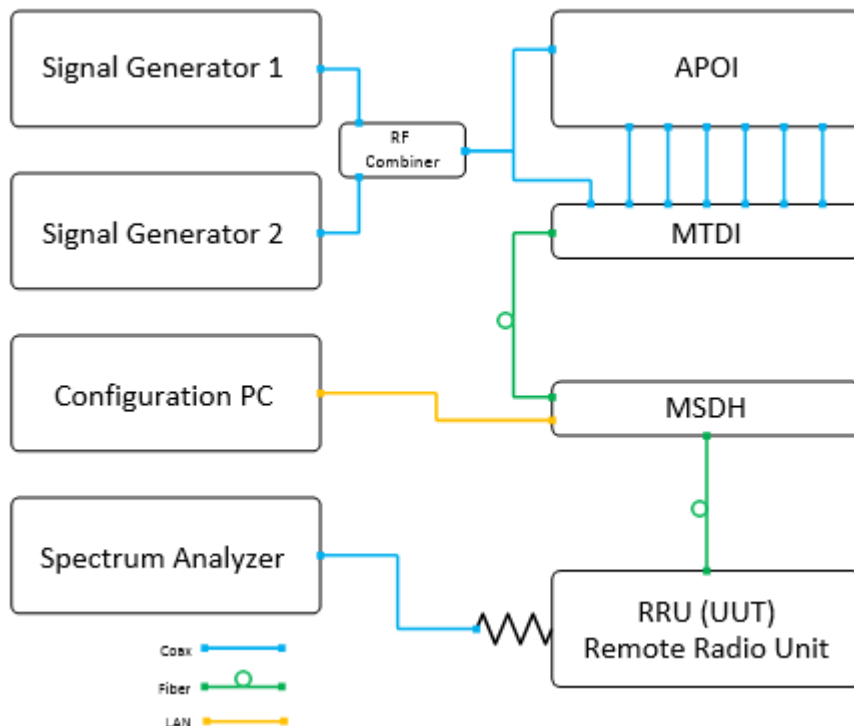 Signal Generator 1
APOI
RF
Combiner
Signal Generator 2
MTDI
Configuration PC
MSDH
Spectrum Analyzer
RRU (UUT)
Remote Radio Unit
Coax
Fiber
LAN